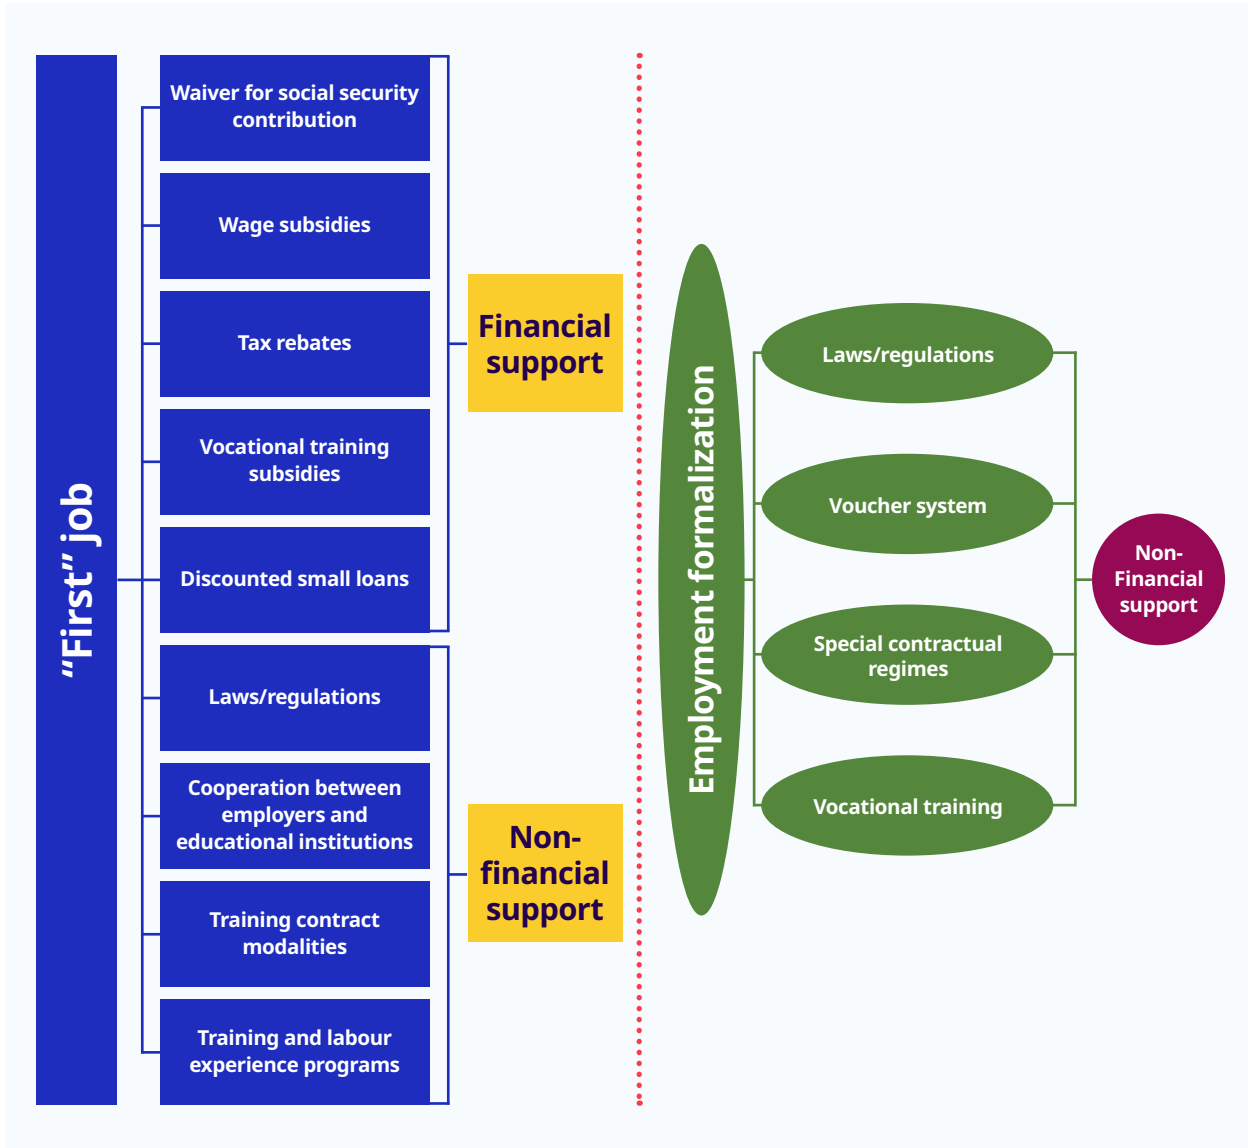 "First" job
Waiver for social security
contribution
Wage subsidies
Tax rebates
Vocational training
subsidies
Discounted small loans
Laws/regulations
Cooperation between
employers and
educational institutions
Training contract
modalities
Training and labour
experience programs
Financial
support
Non-
financial
support
Employment formalization
Laws/regulations
Voucher system
Special contractual
regimes
Vocational training
Non-
Financial
support